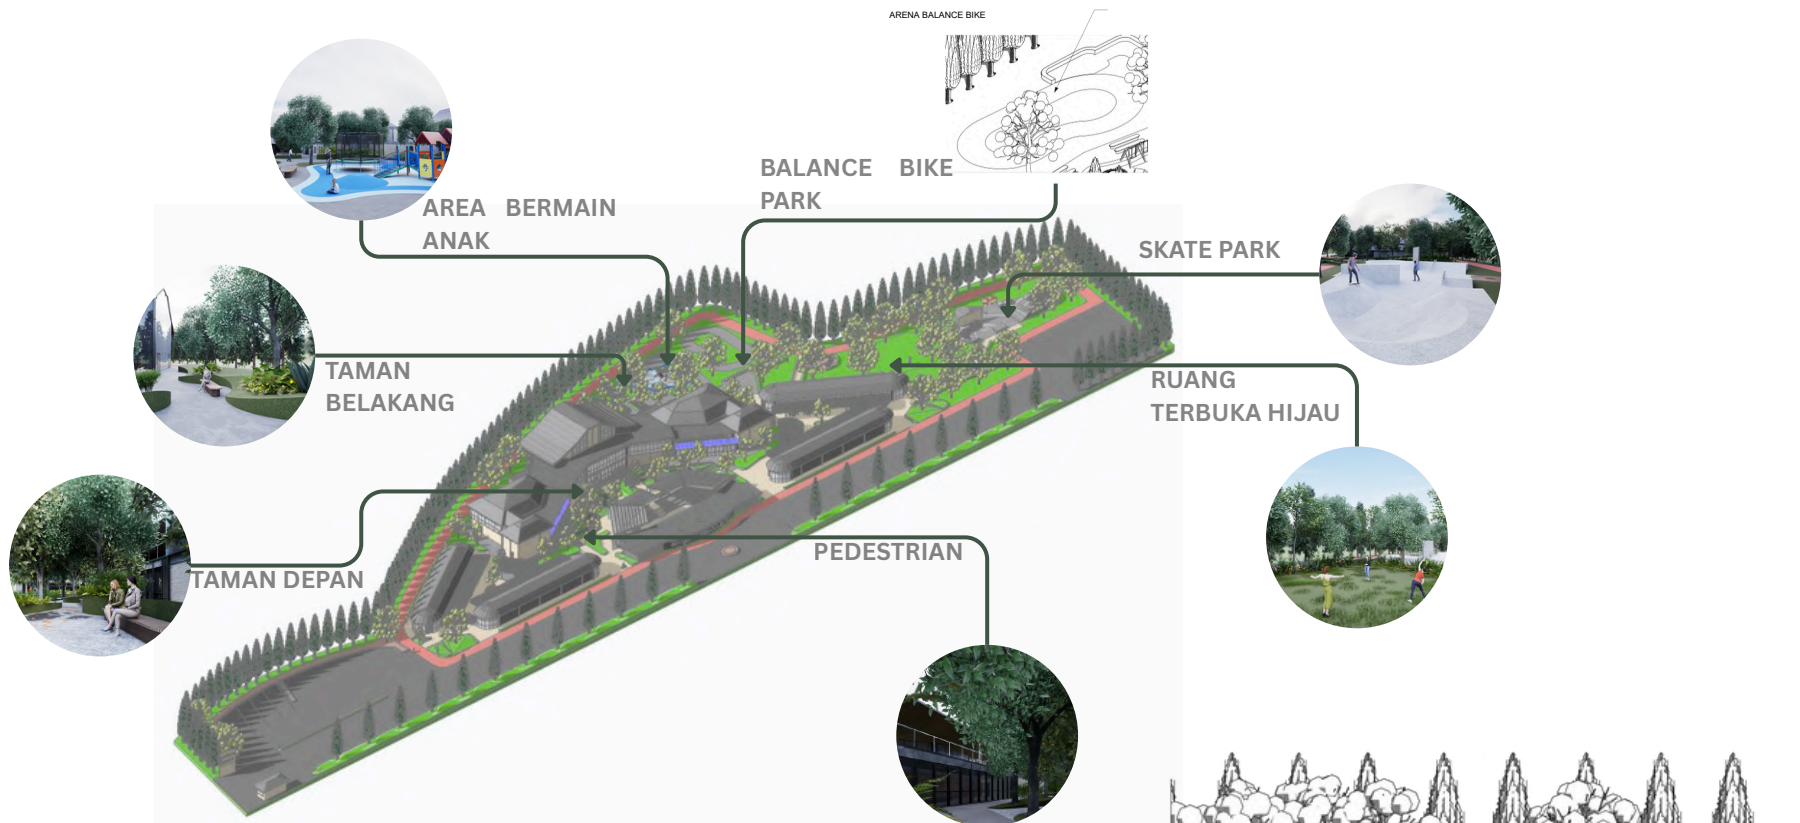 ARENA BALANCE BIKE
BALANCE BIKE
PARK
AREA BERMAIN
ANAK
SKATE PARK
TAMAN
BELAKANG
RUANG
TERBUKA HIJAU
PEDESTRIAN
TAMAN DEPAN